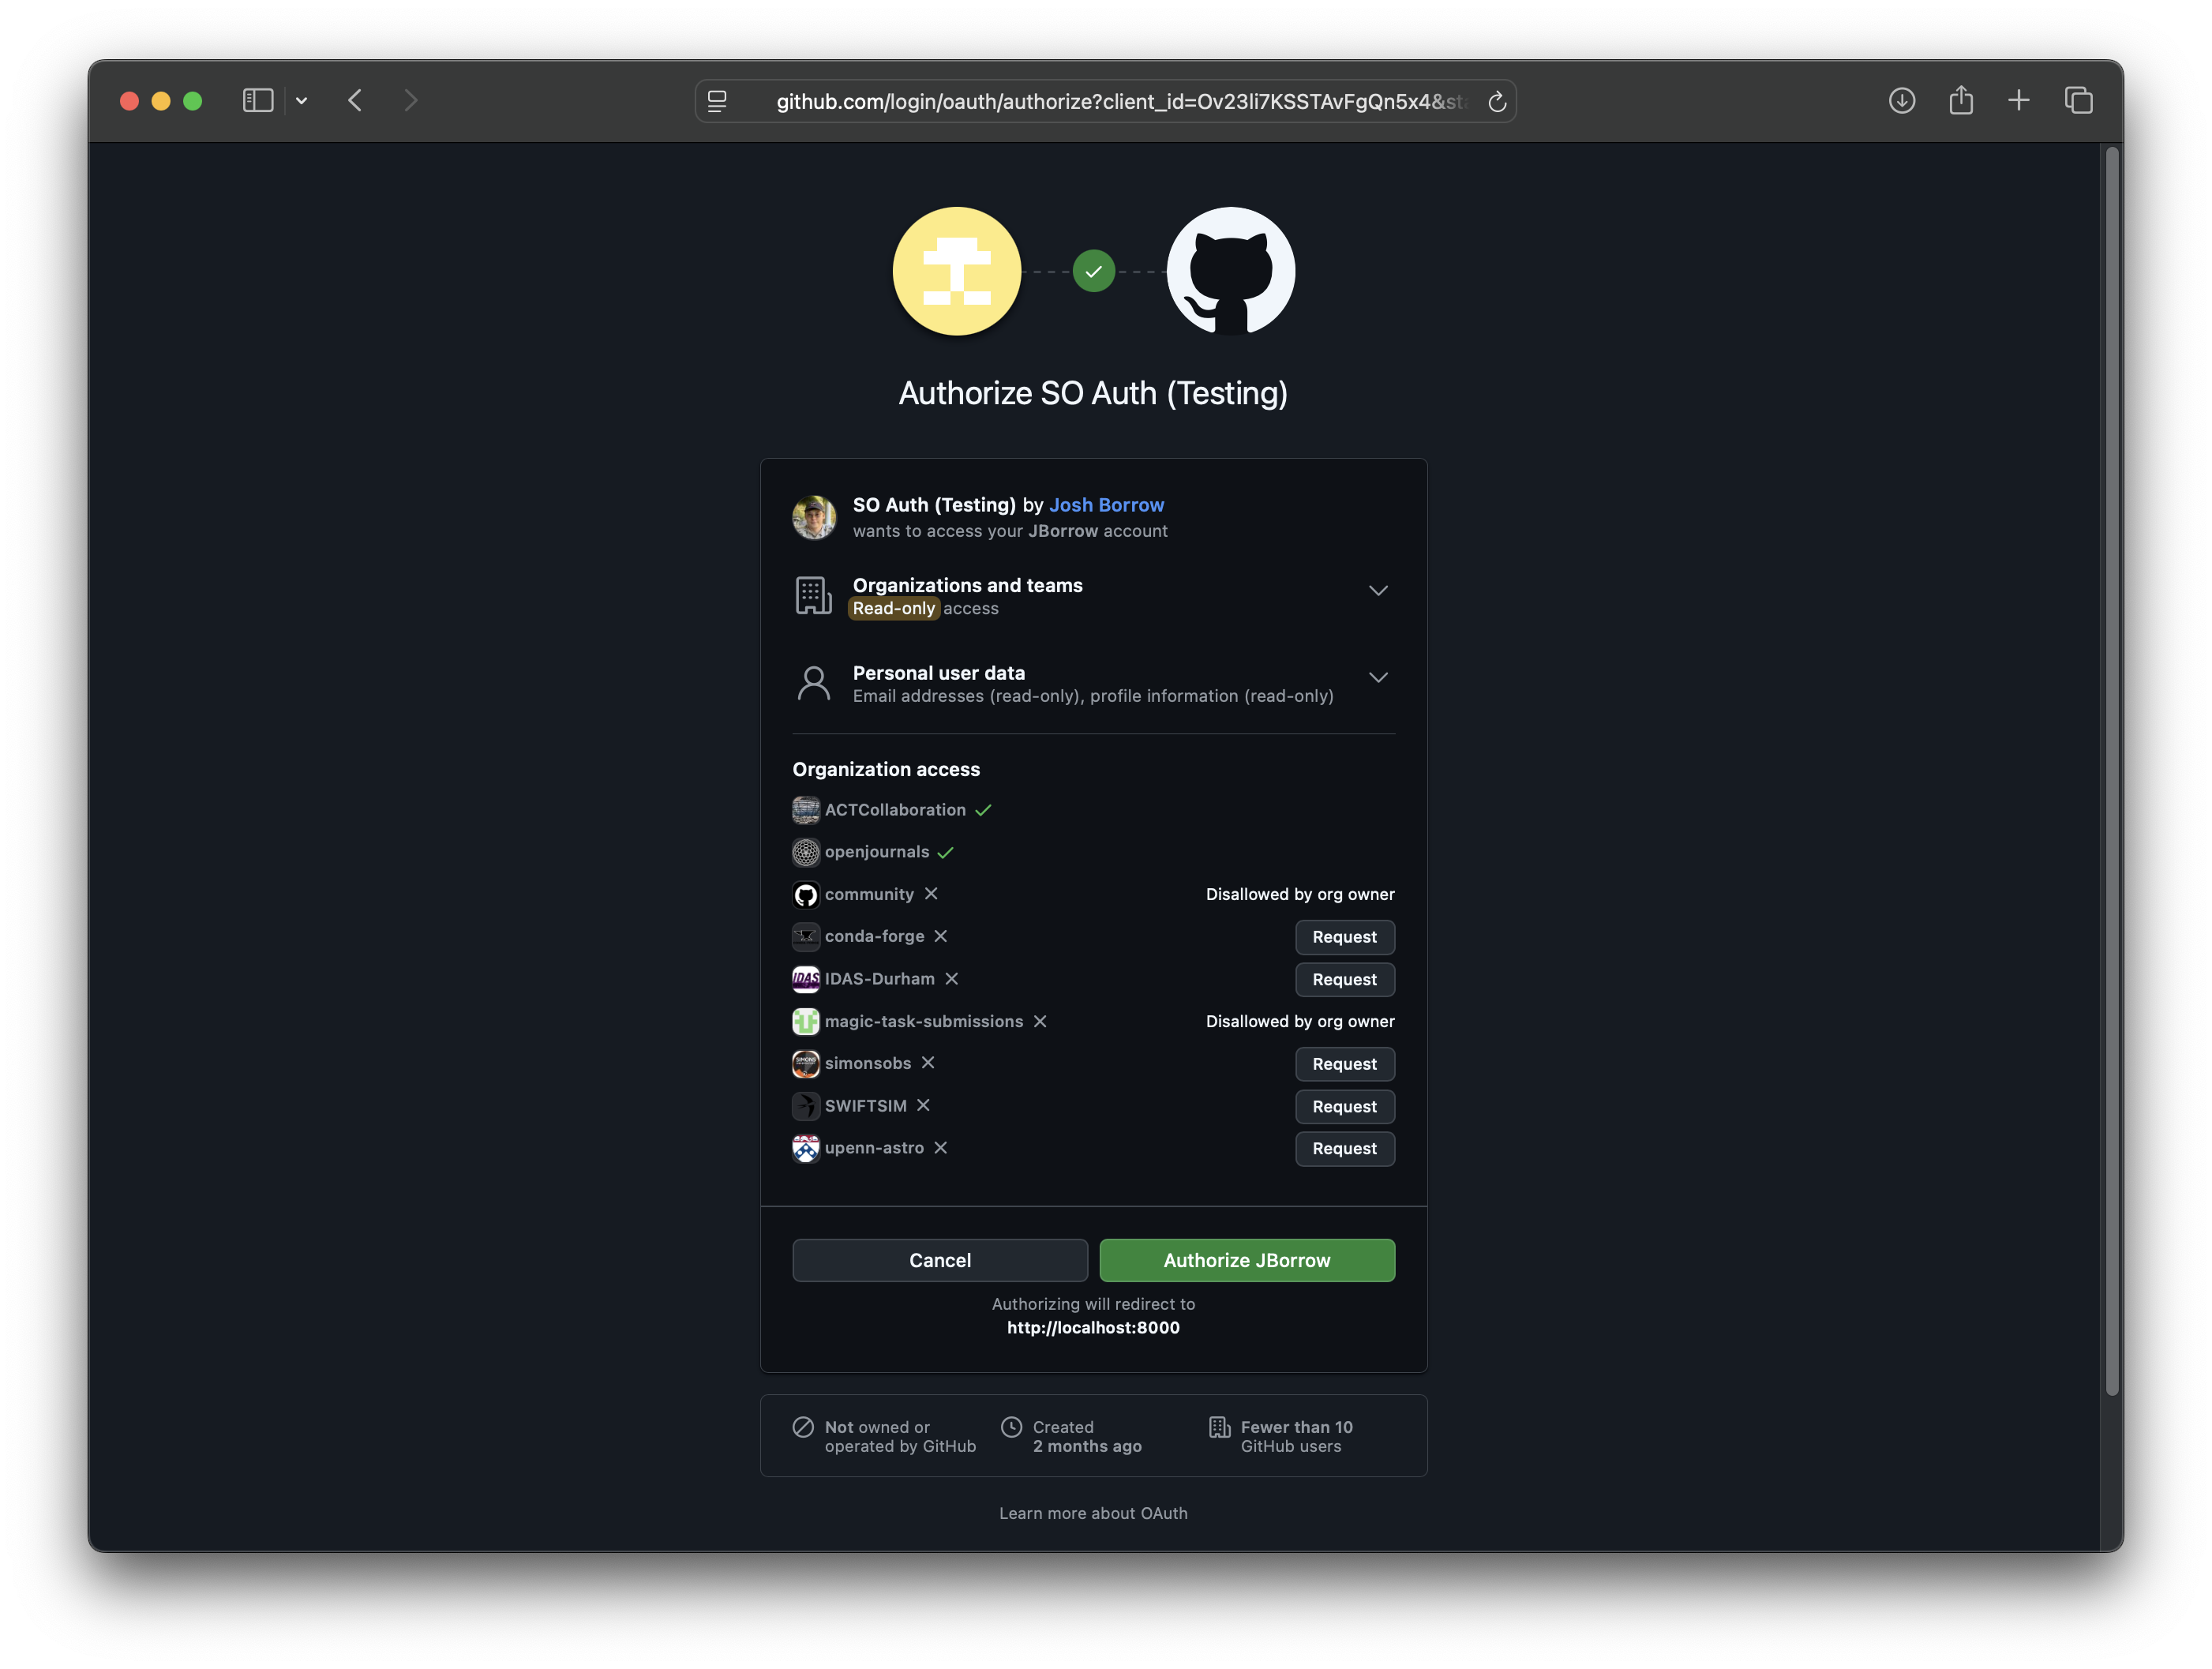 github.com/login/oauth/authorize?client_id=Ov23li7KSSTAvFgQn5x4&st
Authorize SO Auth (Testing)
SO Auth (Testing) by Josh Borrow
wants to access your JBorrow account
Organizations and teams
Read-only access
Personal user data
Email addresses (read-only), profile information (read-only)
Organization access
ACTCollaboration
openjournals
community Disallowed by org owner
conda-forge Request
IDAS-Durham Request
magic-task-submissions Disallowed by org owner
simonsobs Request
SWIFTSIM Request
upenn-astro Request
Cancel Authorize JBorrow
Authorizing will redirect to
http://localhost:8000
Not owned or operated by GitHub
Created 2 months ago
Fewer than 10 GitHub users
Learn more about OAuth